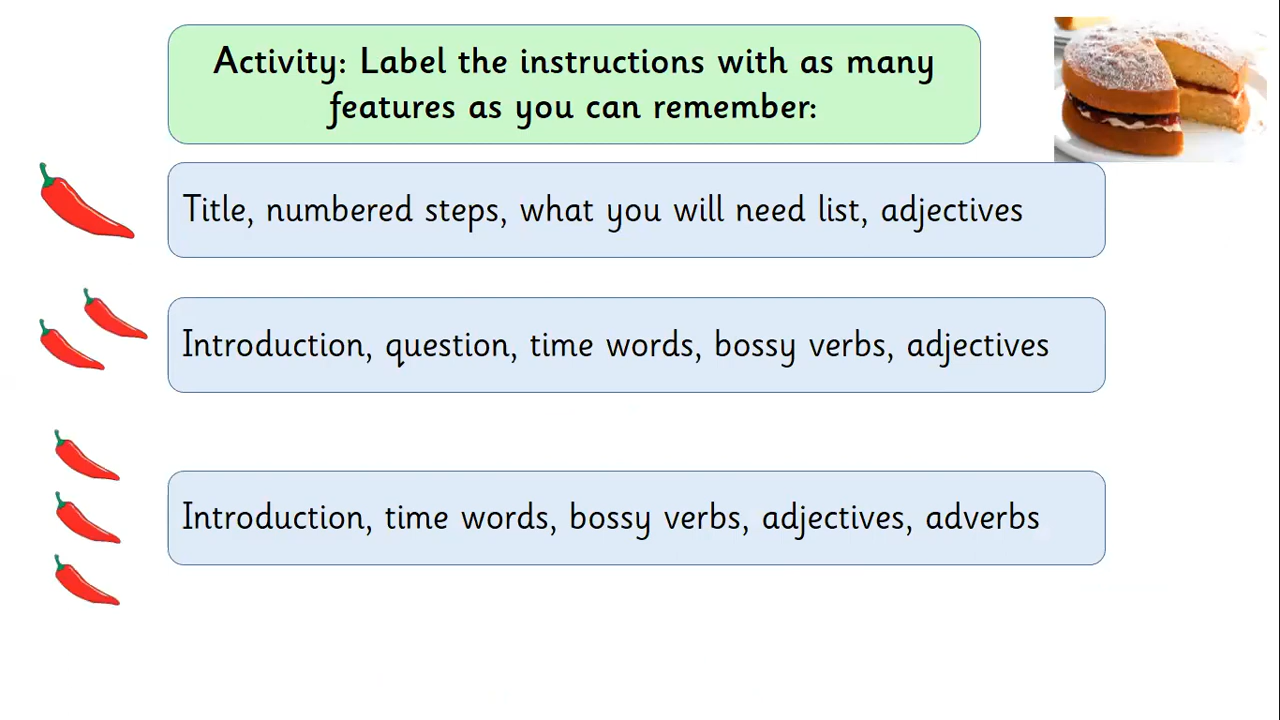 Activity: Label the instructions with as many
features as you can remember:
Title, numbered steps, what you will need list, adjectives
Introduction, question, time words, bossy verbs, adjectives
Introduction, time words, bossy verbs, adjectives, adverbs